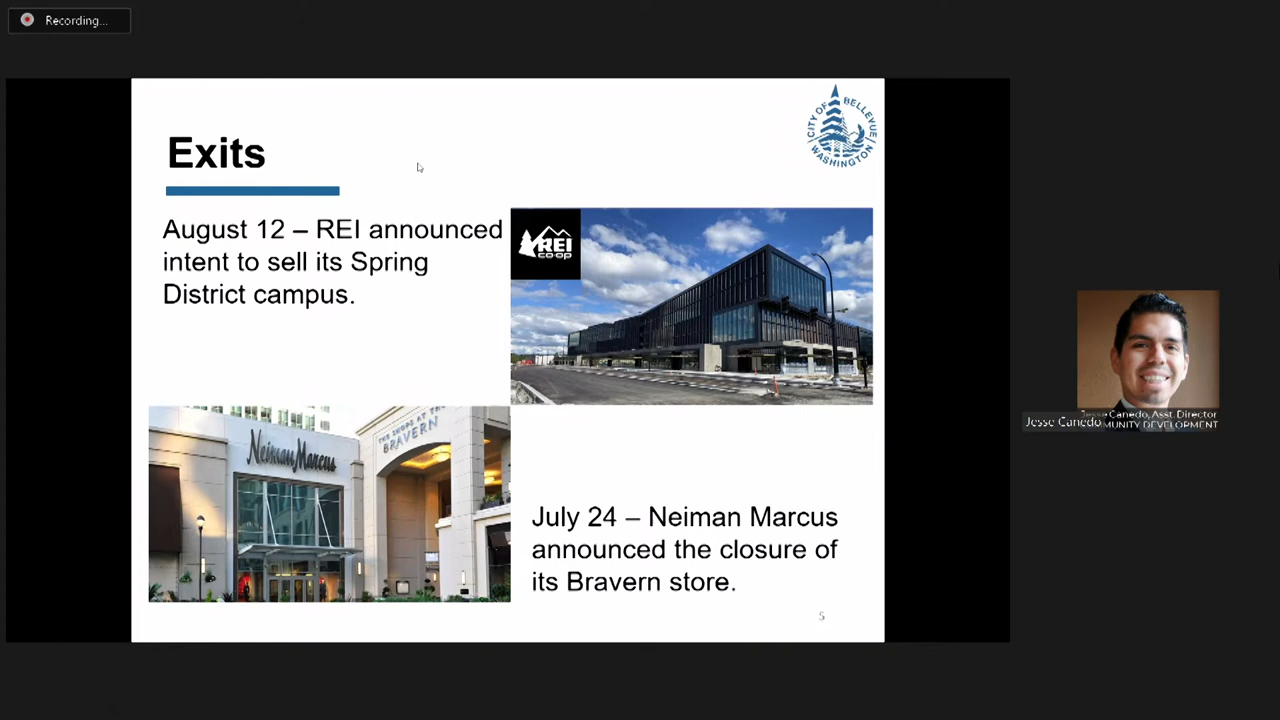 Recording...
CITY OF BELLEVUE
WASHINGTON
Exits
August 12 – REI announced
intent to sell its Spring
District campus.
REI
co·op
Neiman Marcus
THE SHOPS AT THE
BRAVERN
July 24 – Neiman Marcus
announced the closure of
its Bravern store.
5
Jesse Canedo, Asst. Director
Jesse Canedo
MUNITY DEVELOPMENT